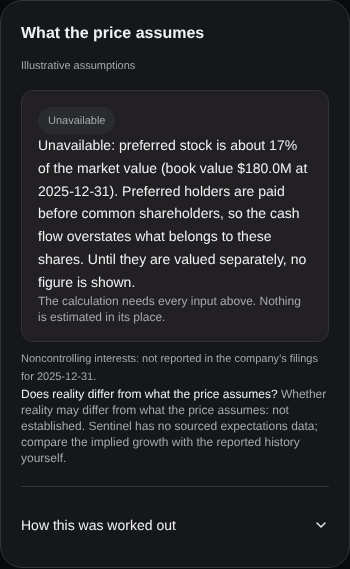 What the price assumes
Illustrative assumptions
Unavailable
Unavailable: preferred stock is about 17%
of the market value (book value $180.0M at
2025-12-31). Preferred holders are paid
before common shareholders, so the cash
flow overstates what belongs to these
shares. Until they are valued separately, no
figure is shown.
The calculation needs every input above. Nothing
is estimated in its place.
Noncontrolling interests: not reported in the company's filings
for 2025-12-31.
Does reality differ from what the price assumes? Whether
reality may differ from what the price assumes: not
established. Sentinel has no sourced expectations data;
compare the implied growth with the reported history
yourself.
How this was worked out